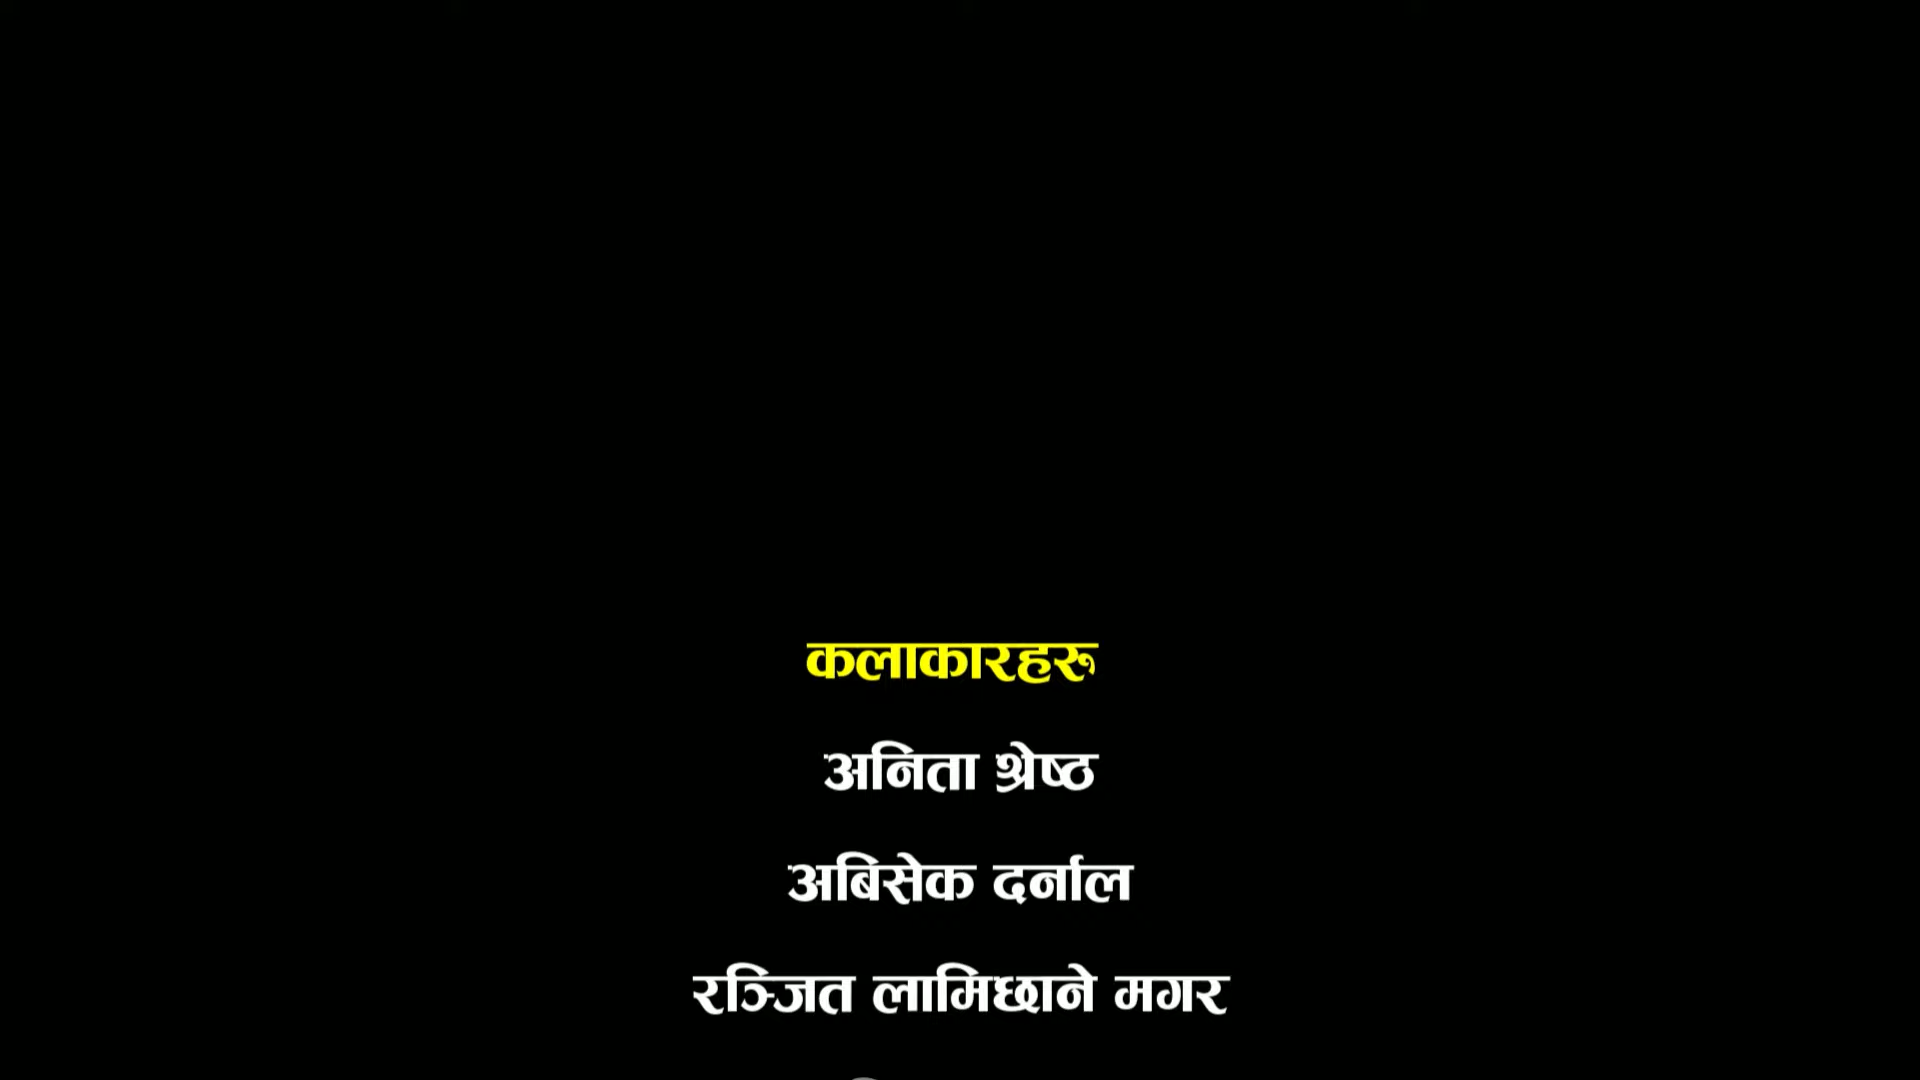 कलाकारहरु
अनिता श्रेष्ठ
अबिसेक दर्नाल
रञ्जित लामिछाने मगर